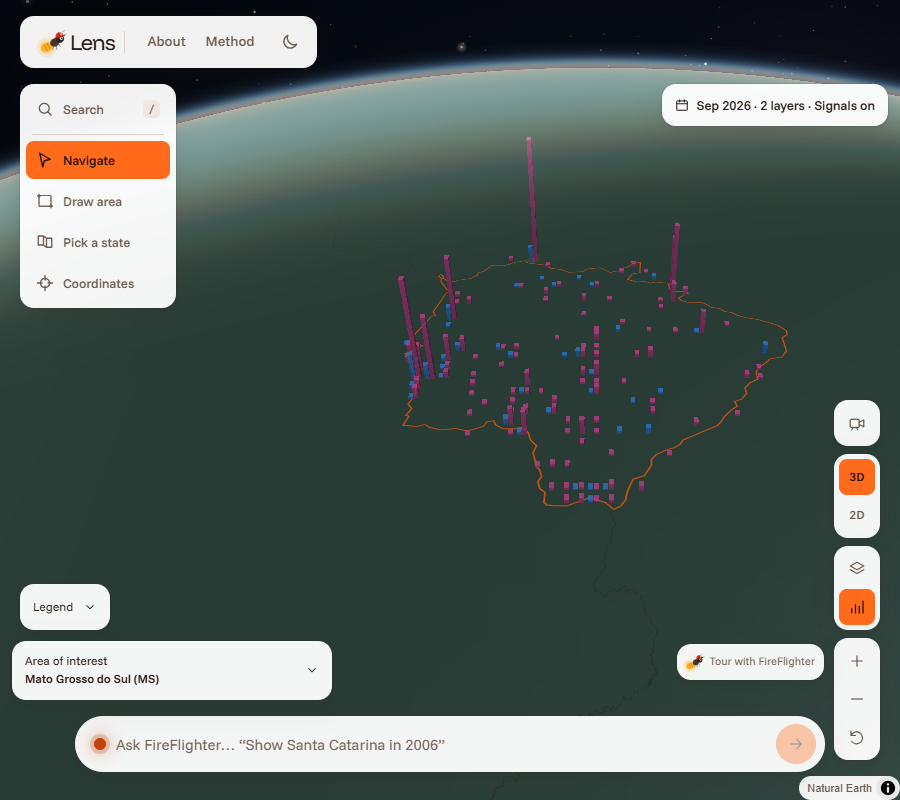 Lens
About
Method
Search
/
Sep 2026 · 2 layers · Signals on
Navigate
Draw area
Pick a state
Coordinates
3D
2D
Legend
Area of interest
Mato Grosso do Sul (MS)
Tour with FireFlighter
Ask FireFlighter… “Show Santa Catarina in 2006”
Natural Earth